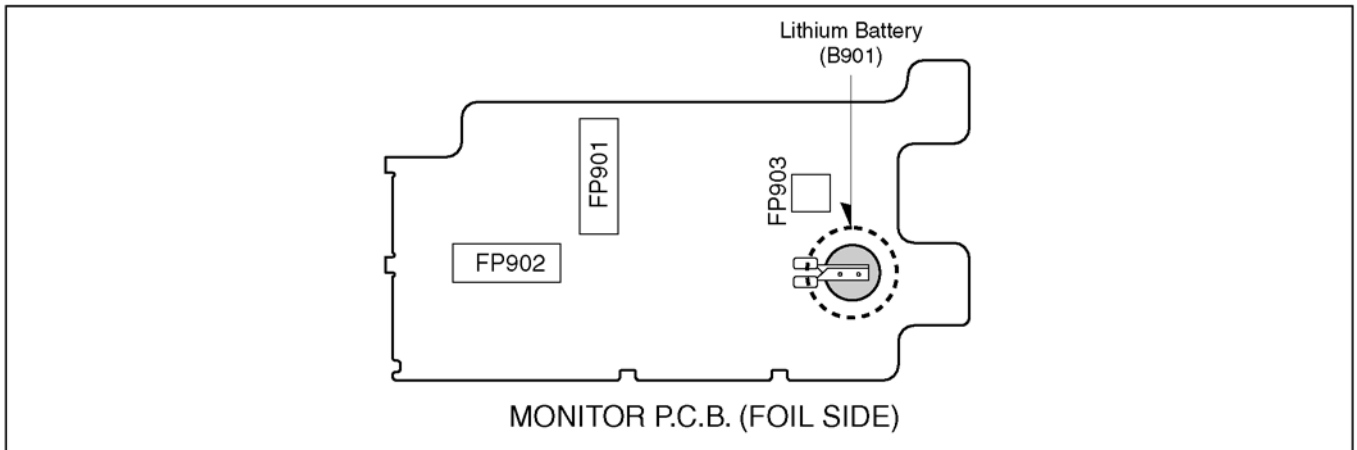 Lithium Battery
(B901)
FP901
FP903
FP902
MONITOR P.C.B. (FOIL SIDE)